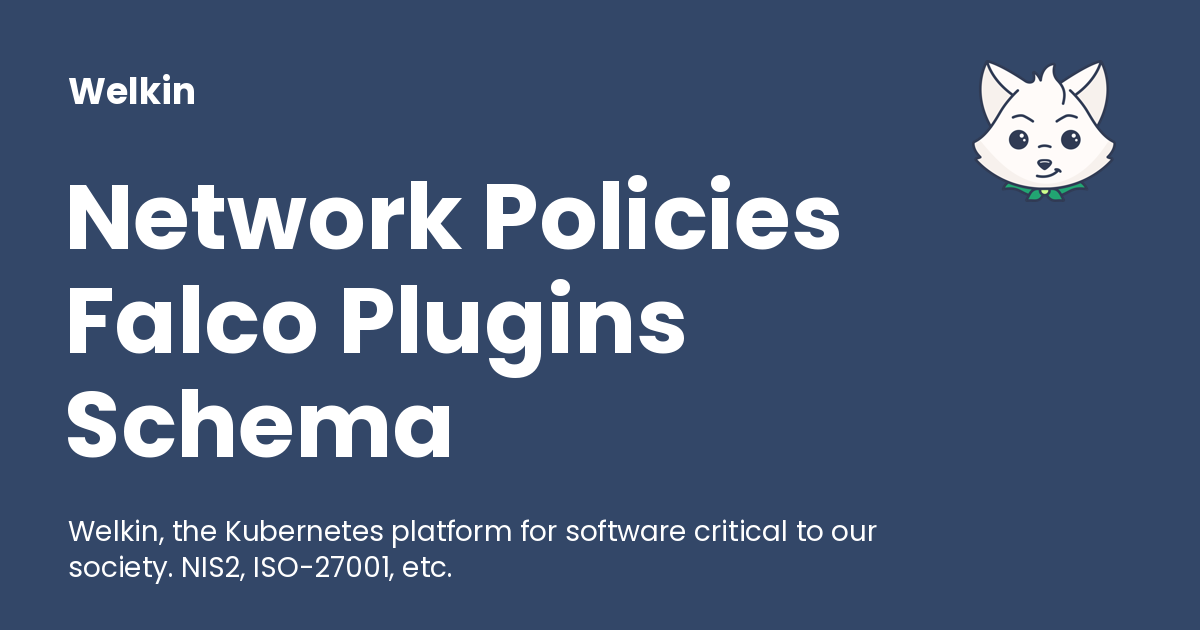 Welkin
Network Policies
Falco Plugins
Schema
Welkin, the Kubernetes platform for software critical to our
society. NIS2, ISO-27001, etc.